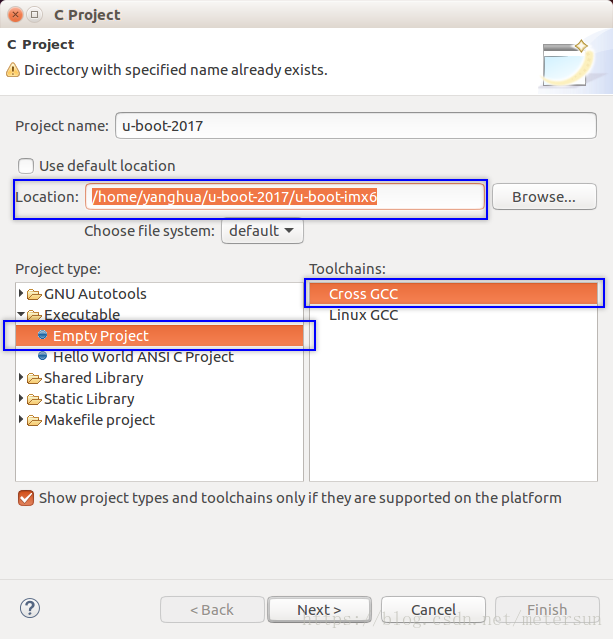 C Project
C Project
Directory with specified name already exists.
Project name: u-boot-2017
Use default location
Location: /home/yanghua/u-boot-2017/u-boot-imx6 Browse...
Choose file system: default
Project type: Toolchains:
GNU Autotools Cross GCC
Executable Linux GCC
Empty Project
Hello World ANSI C Project
Shared Library
Static Library
Makefile project
Show project types and toolchains only if they are supported on the platform
? < Back Next > Cancel Finish
https://blog.csdn.net/metersun